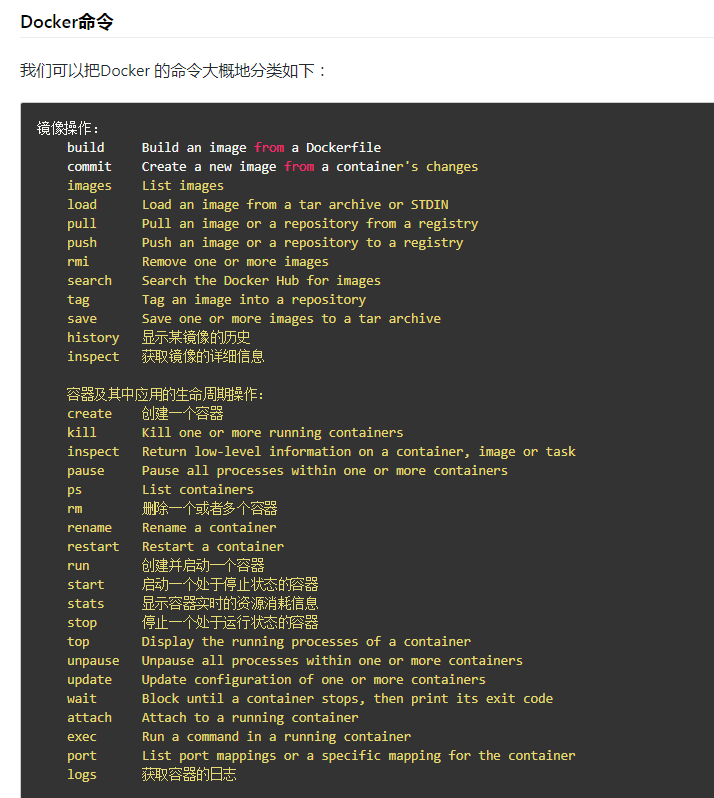 Docker命令
我们可以把Docker 的命令大概地分类如下：
镜像操作:
build Build an image from a Dockerfile
commit Create a new image from a container's changes
images List images
load Load an image from a tar archive or STDIN
pull Pull an image or a repository from a registry
push Push an image or a repository to a registry
rmi Remove one or more images
search Search the Docker Hub for images
tag Tag an image into a repository
save Save one or more images to a tar archive
history 显示某镜像的历史
inspect 获取镜像的详细信息
容器及其中应用的生命周期操作:
create 创建一个容器
kill Kill one or more running containers
inspect Return low-level information on a container, image or task
pause Pause all processes within one or more containers
ps List containers
rm 删除一个或者多个容器
rename Rename a container
restart Restart a container
run 创建并启动一个容器
start 启动一个处于停止状态的容器
stats 显示容器实时的资源消耗信息
stop 停止一个处于运行状态的容器
top Display the running processes of a container
unpause Unpause all processes within one or more containers
update Update configuration of one or more containers
wait Block until a container stops, then print its exit code
attach Attach to a running container
exec Run a command in a running container
port List port mappings or a specific mapping for the container
logs 获取容器的日志